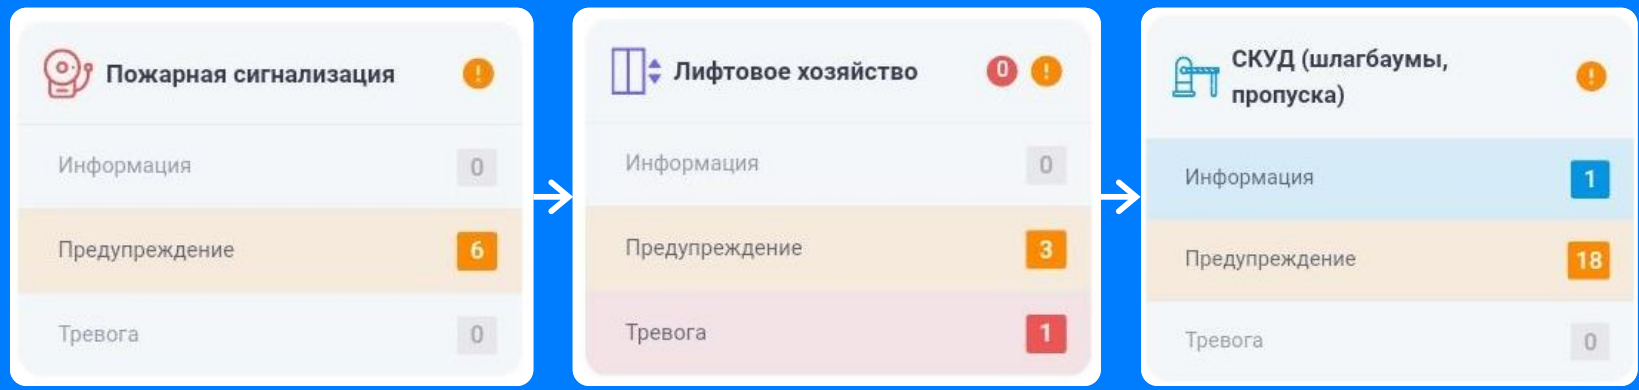 Пожарная сигнализация
!
Информация
0
Предупреждение
6
Тревога
0
Лифтовое хозяйство
0
!
Информация
0
Предупреждение
3
Тревога
1
СКУД (шлагбаумы,
пропуска)
!
Информация
1
Предупреждение
18
Тревога
0